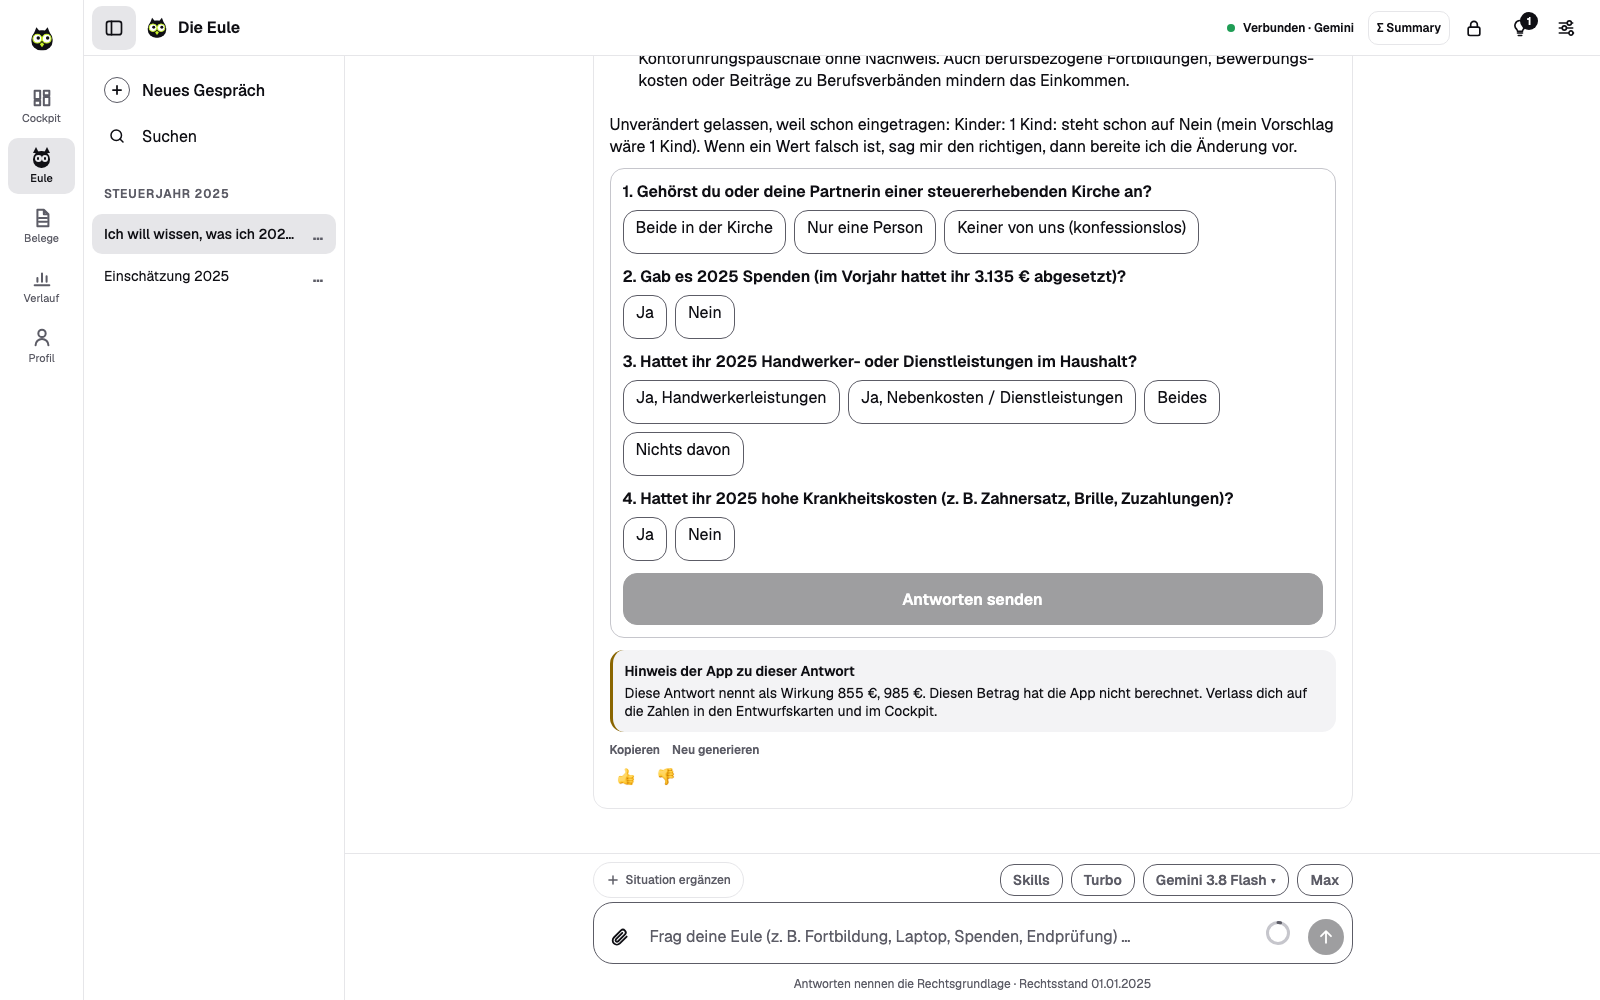 Die Eule
Verbunden · Gemini
Σ Summary
1
Cockpit
Eule
Belege
Verlauf
Profil
Neues Gespräch
Suchen
STEUERJAHR 2025
Ich will wissen, was ich 202... ...
Einschätzung 2025 ...
Kontoführungspauschale ohne Nachweis. Auch berufsbezogene Fortbildungen, Bewerbungs-
kosten oder Beiträge zu Berufsverbänden mindern das Einkommen.
Unverändert gelassen, weil schon eingetragen: Kinder: 1 Kind: steht schon auf Nein (mein Vorschlag
wäre 1 Kind). Wenn ein Wert falsch ist, sag mir den richtigen, dann bereite ich die Änderung vor.
1. Gehörst du oder deine Partnerin einer steuererhebenden Kirche an?
Beide in der Kirche
Nur eine Person
Keiner von uns (konfessionslos)
2. Gab es 2025 Spenden (im Vorjahr hattet ihr 3.135 € abgesetzt)?
Ja
Nein
3. Hattet ihr 2025 Handwerker- oder Dienstleistungen im Haushalt?
Ja, Handwerkerleistungen
Ja, Nebenkosten / Dienstleistungen
Beides
Nichts davon
4. Hattet ihr 2025 hohe Krankheitskosten (z. B. Zahnersatz, Brille, Zuzahlungen)?
Ja
Nein
Antworten senden
Hinweis der App zu dieser Antwort
Diese Antwort nennt als Wirkung 855 €, 985 €. Diesen Betrag hat die App nicht berechnet. Verlass dich auf
die Zahlen in den Entwurfskarten und im Cockpit.
Kopieren
Neu generieren
+ Situation ergänzen
Skills
Turbo
Gemini 3.8 Flash ▾
Max
Frag deine Eule (z. B. Fortbildung, Laptop, Spenden, Endprüfung) ...
Antworten nennen die Rechtsgrundlage · Rechtsstand 01.01.2025